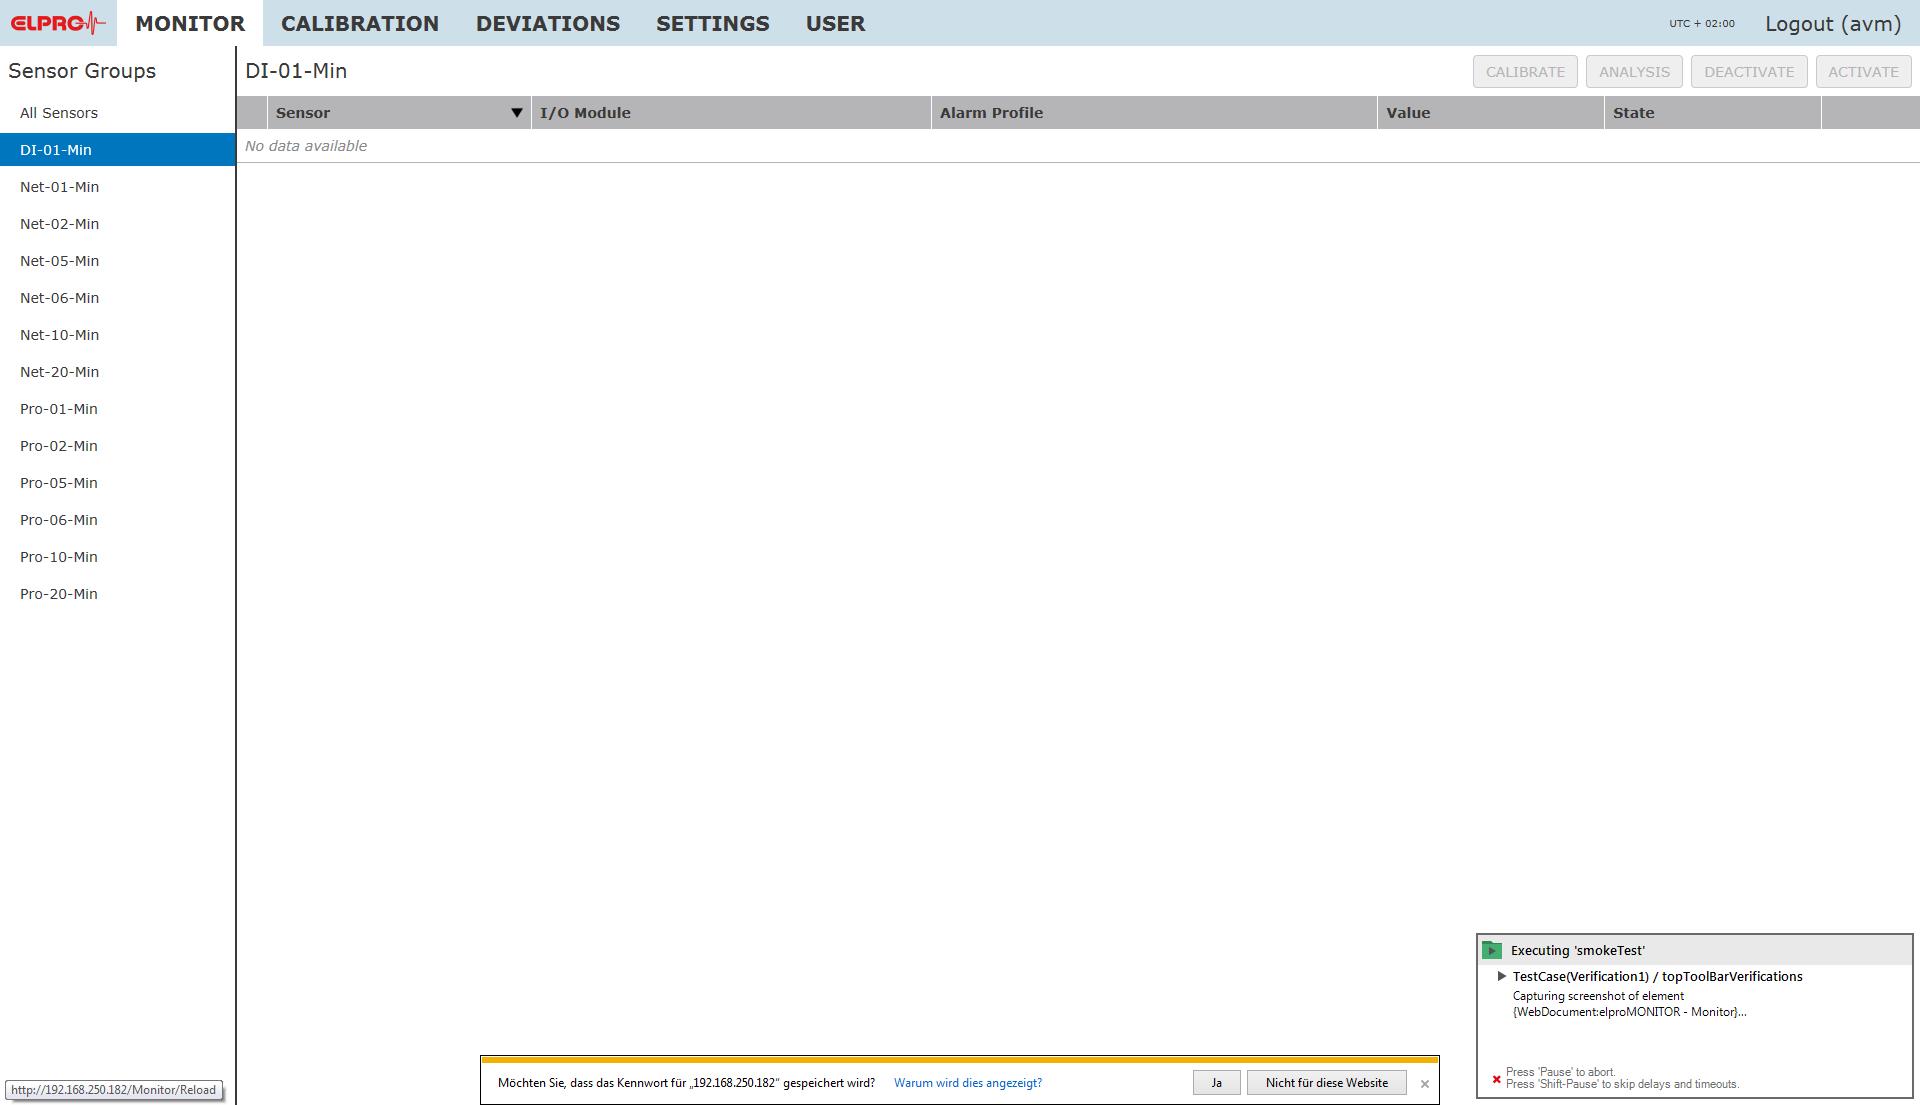 ELPRO MONITOR CALIBRATION DEVIATIONS SETTINGS USER UTC + 02:00 Logout (avm)
Sensor Groups
All Sensors
DI-01-Min
Net-01-Min
Net-02-Min
Net-05-Min
Net-06-Min
Net-10-Min
Net-20-Min
Pro-01-Min
Pro-02-Min
Pro-05-Min
Pro-06-Min
Pro-10-Min
Pro-20-Min
DI-01-Min CALIBRATE ANALYSIS DEACTIVATE ACTIVATE
Sensor I/O Module Alarm Profile Value State
No data available
Executing 'smokeTest'
TestCase(Verification1) / topToolBarVerifications
Capturing screenshot of element
{WebDocument:elproMONITOR - Monitor}...
Press 'Pause' to abort.
Press 'Shift-Pause' to skip delays and timeouts.
Möchten Sie, dass das Kennwort für „192.168.250.182“ gespeichert wird? Warum wird dies angezeigt? Ja Nicht für diese Website
http://192.168.250.182/Monitor/Reload